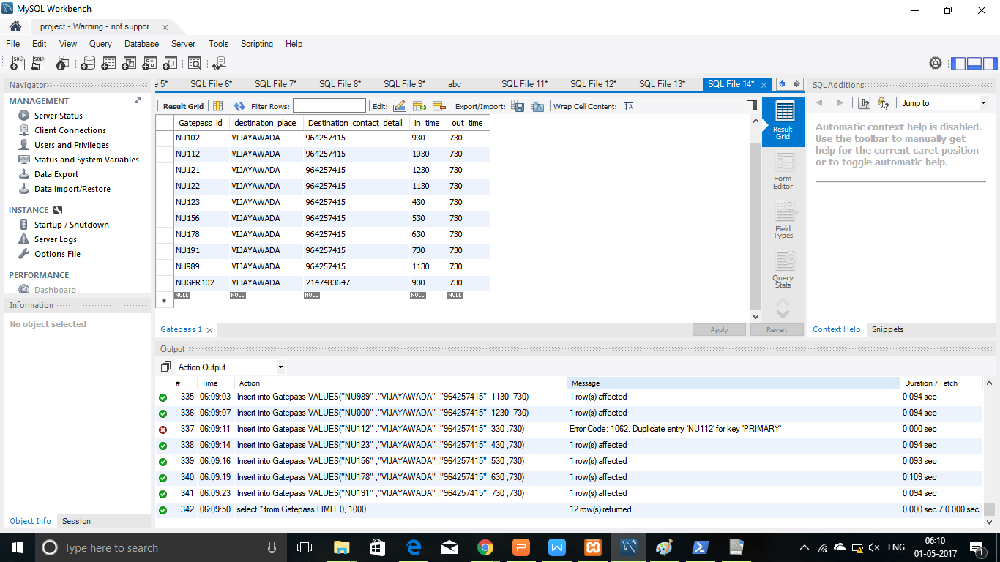 MySQL Workbench
project - Warning - not suppor...
File Edit View Query Database Server Tools Scripting Help
Navigator
MANAGEMENT
Server Status
Client Connections
Users and Privileges
Status and System Variables
Data Export
Data Import/Restore
INSTANCE
Startup / Shutdown
Server Logs
Options File
PERFORMANCE
Dashboard
Information
No object selected
Object Info Session
e 5* SQL File 6* SQL File 7* SQL File 8* SQL File 9* abc SQL File 11* SQL File 12* SQL File 13* SQL File 14*
Result Grid Filter Rows: Edit: Export/Import: Wrap Cell Content:
Gatepass_id destination_place Destination_contact_detail in_time out_time
NU102 VIJAYAWADA 964257415 930 730
NU112 VIJAYAWADA 964257415 1030 730
NU121 VIJAYAWADA 964257415 1230 730
NU122 VIJAYAWADA 964257415 1130 730
NU123 VIJAYAWADA 964257415 430 730
NU156 VIJAYAWADA 964257415 530 730
NU178 VIJAYAWADA 964257415 630 730
NU191 VIJAYAWADA 964257415 730 730
NU989 VIJAYAWADA 964257415 1130 730
NUGPR102 VIJAYAWADA 2147483647 930 730
* NULL NULL NULL NULL NULL
Result Grid
Form Editor
Field Types
Query Stats
Gatepass 1 Apply Revert
SQLAdditions
Jump to
Automatic context help is disabled.
Use the toolbar to manually get
help for the current caret position
or to toggle automatic help.
Context Help Snippets
Output
Action Output
# Time Action Message Duration / Fetch
335 06:09:03 Insert into Gatepass VALUES("NU989" ,"VIJAYAWADA" ,"964257415" ,1130 ,730) 1 row(s) affected 0.094 sec
336 06:09:07 Insert into Gatepass VALUES("NU000" ,"VIJAYAWADA" ,"964257415" ,1230 ,730) 1 row(s) affected 0.094 sec
337 06:09:11 Insert into Gatepass VALUES("NU112" ,"VIJAYAWADA" ,"964257415" ,330 ,730) Error Code: 1062. Duplicate entry 'NU112' for key 'PRIMARY' 0.000 sec
338 06:09:14 Insert into Gatepass VALUES("NU123" ,"VIJAYAWADA" ,"964257415" ,430 ,730) 1 row(s) affected 0.094 sec
339 06:09:16 Insert into Gatepass VALUES("NU156" ,"VIJAYAWADA" ,"964257415" ,530 ,730) 1 row(s) affected 0.093 sec
340 06:09:19 Insert into Gatepass VALUES("NU178" ,"VIJAYAWADA" ,"964257415" ,630 ,730) 1 row(s) affected 0.109 sec
341 06:09:23 Insert into Gatepass VALUES("NU191" ,"VIJAYAWADA" ,"964257415" ,730 ,730) 1 row(s) affected 0.094 sec
342 06:09:50 select * from Gatepass LIMIT 0, 1000 12 row(s) returned 0.000 sec / 0.000 sec
Type here to search
ENG
06:10
01-05-2017
1